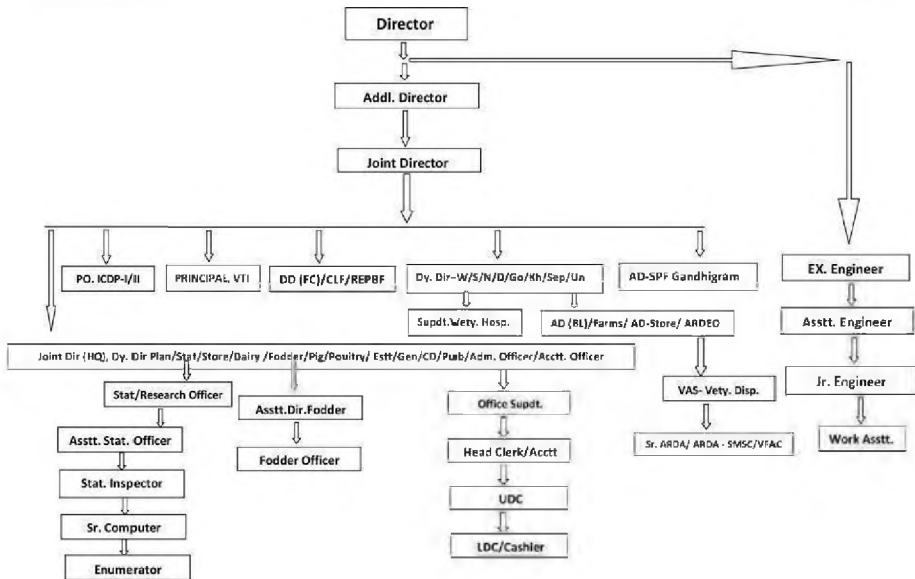 Director
Addl. Director
Joint Director
PO. ICDP-I/II
PRINCIPAL, VTI
DD (FC)/CLF/REPBF
Dy. Dir-W/S/N/D/Go/Kh/Sep/Un
AD-SPF Gandhigram
EX. Engineer
Supdt.Wety. Hosp.
AD (BL)/Farms/ AD-Store/ ARDEO
Asstt. Engineer
Joint Dir (HQ), Dy. Dir Plan/Stat/Store/Dairy /Fodder/Pig/Poultry/ Estt/Gen/CD/Pub/Adm. Officer/Acctt. Officer
Jr. Engineer
Stat/Research Officer
Asstt.Dir.Fodder
Office Supdt.
VAS- Vety. Disp.
Asstt. Stat. Officer
Fodder Officer
Head Clerk/Acctt
Sr. ARDA/ ARDA - SMSC/VFAC
Work Asstt.
Stat. Inspector
UDC
Sr. Computer
LDC/Cashier
Enumerator